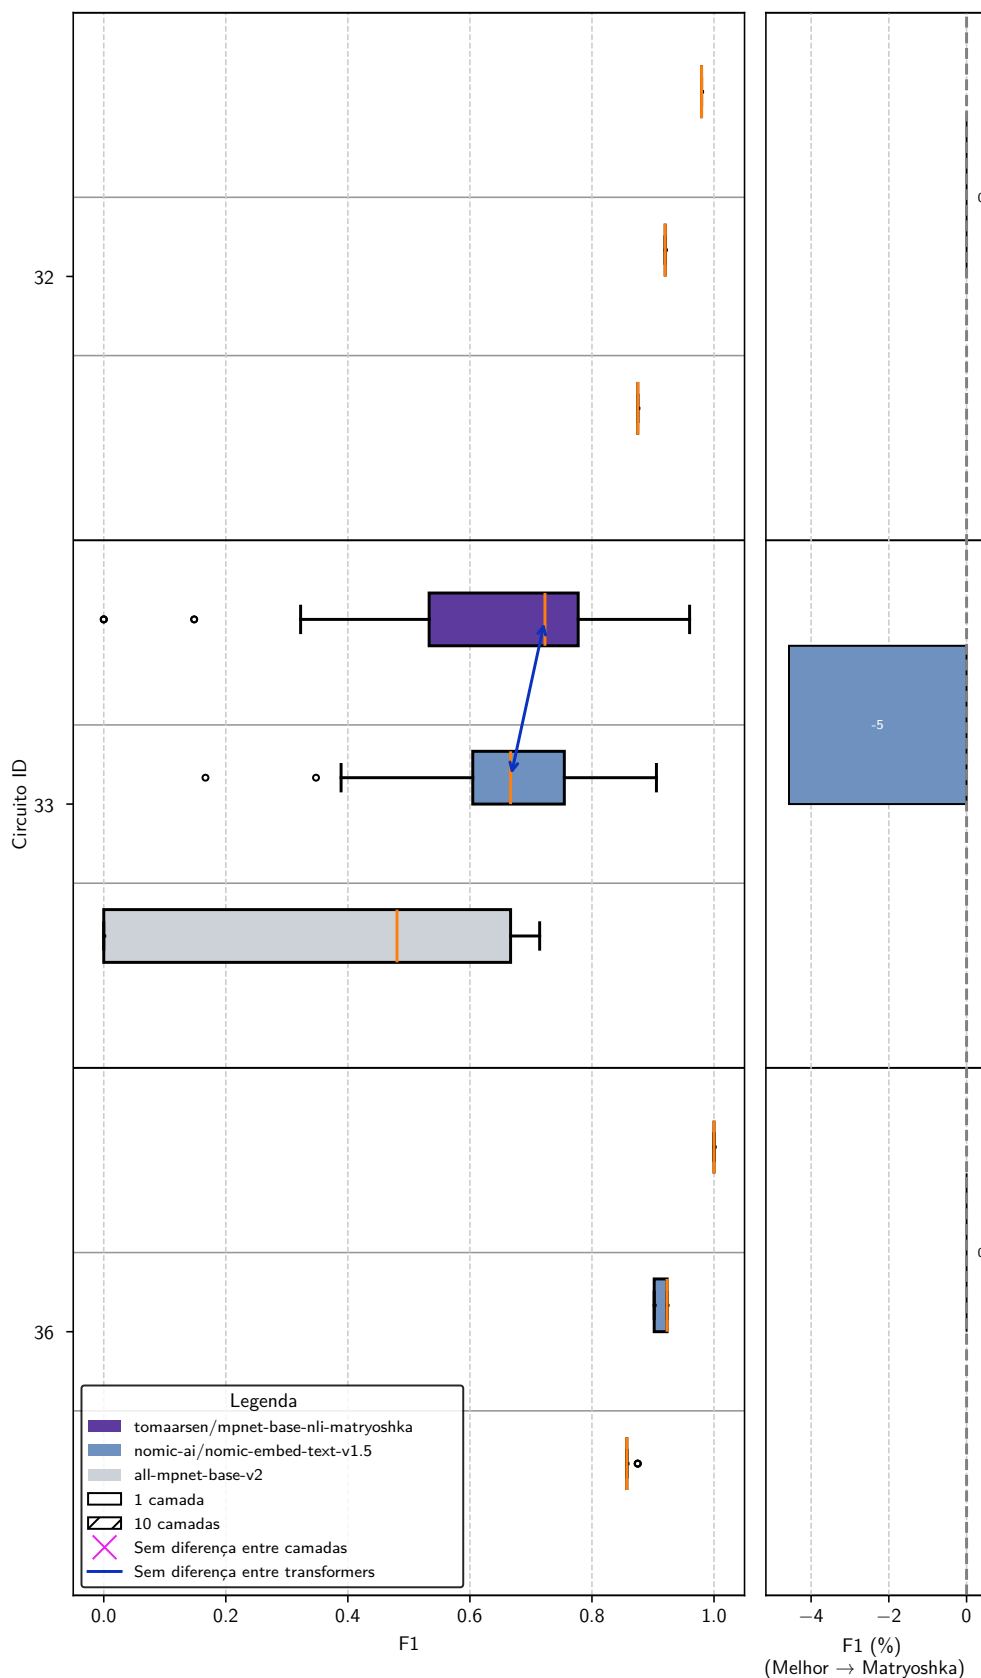 32
0
33
-5
Circuito ID
36
0
Legenda
tomaarsen/mpnet-base-nli-matryoshka
nomic-ai/nomic-embed-text-v1.5
all-mpnet-base-v2
1 camada
10 camadas
Sem diferença entre camadas
Sem diferença entre transformers
0.0 0.2 0.4 0.6 0.8 1.0
F1
−4 −2 0
F1 (%)
(Melhor → Matryoshka)